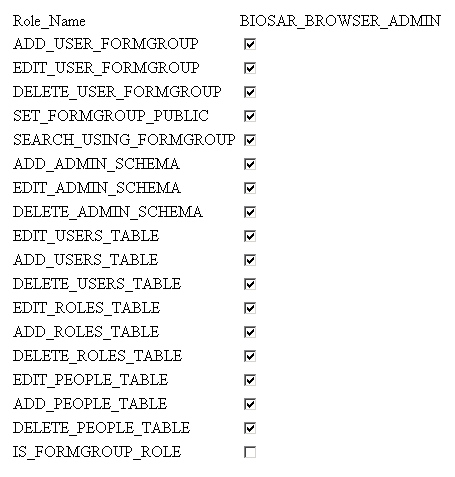 Role_Name BIOSAR_BROWSER_ADMIN
ADD_USER_FORMGROUP
EDIT_USER_FORMGROUP
DELETE_USER_FORMGROUP
SET_FORMGROUP_PUBLIC
SEARCH_USING_FORMGROUP
ADD_ADMIN_SCHEMA
EDIT_ADMIN_SCHEMA
DELETE_ADMIN_SCHEMA
EDIT_USERS_TABLE
ADD_USERS_TABLE
DELETE_USERS_TABLE
EDIT_ROLES_TABLE
ADD_ROLES_TABLE
DELETE_ROLES_TABLE
EDIT_PEOPLE_TABLE
ADD_PEOPLE_TABLE
DELETE_PEOPLE_TABLE
IS_FORMGROUP_ROLE